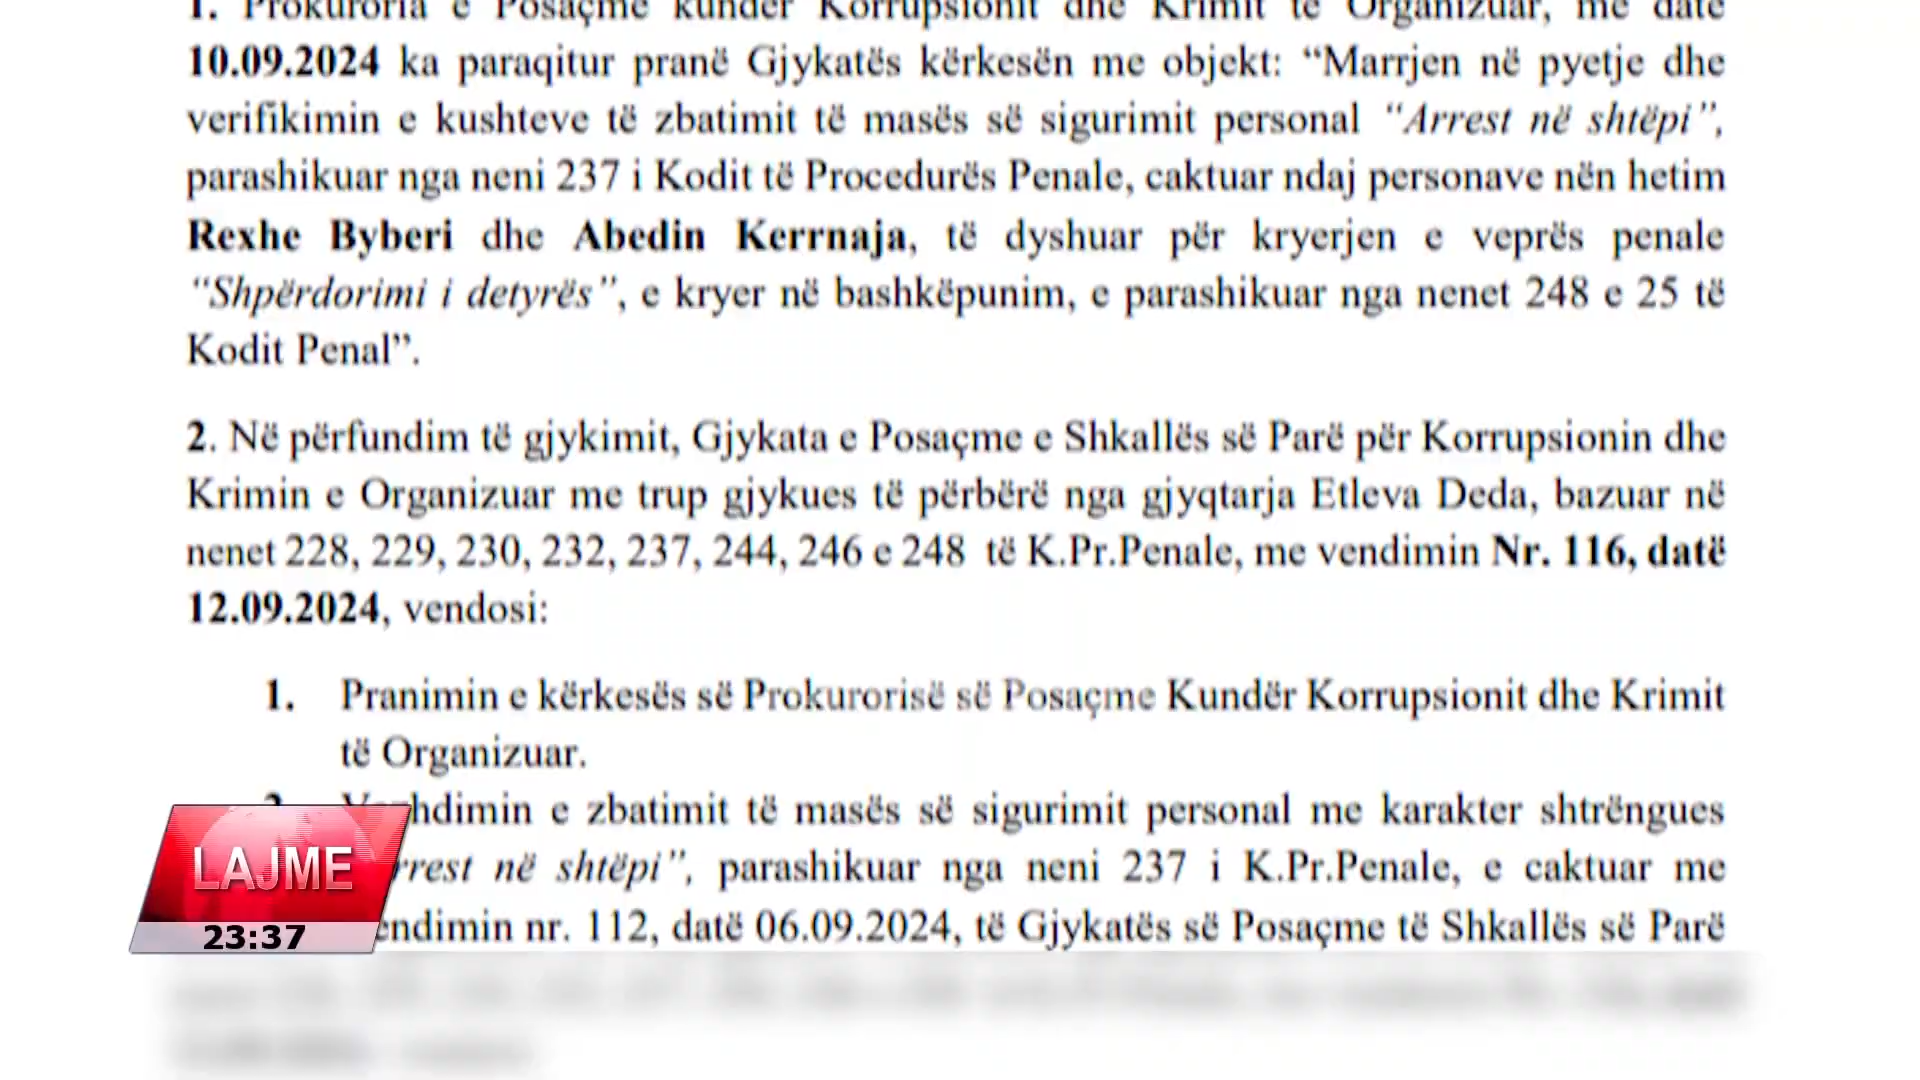 1. Prokuroria e Posaçme kundër Korrupsionit dhe Krimit të Organizuar, me datë
10.09.2024 ka paraqitur pranë Gjykatës kërkesën me objekt: “Marrjen në pyetje dhe
verifikimin e kushteve të zbatimit të masës së sigurimit personal “Arrest në shtëpi”,
parashikuar nga neni 237 i Kodit të Procedurës Penale, caktuar ndaj personave nën hetim
Rexhe Byberi dhe Abedin Kerrnaja, të dyshuar për kryerjen e veprës penale
“Shpërdorimi i detyrës”, e kryer në bashkëpunim, e parashikuar nga nenet 248 e 25 të
Kodit Penal”.
2. Në përfundim të gjykimit, Gjykata e Posaçme e Shkallës së Parë për Korrupsionin dhe
Krimin e Organizuar me trup gjykues të përbërë nga gjyqtarja Etleva Deda, bazuar në
nenet 228, 229, 230, 232, 237, 244, 246 e 248 të K.Pr.Penale, me vendimin Nr. 116, datë
12.09.2024, vendosi:
1. Pranimin e kërkesës së Prokurorisë së Posaçme Kundër Korrupsionit dhe Krimit
të Organizuar.
e zbatimit të masës së sigurimit personal me karakter shtrëngues
në shtëpi”, parashikuar nga neni 237 i K.Pr.Penale, e caktuar me
nr. 112, datë 06.09.2024, të Gjykatës së Posaçme të Shkallës së Parë
LAJME
23:37